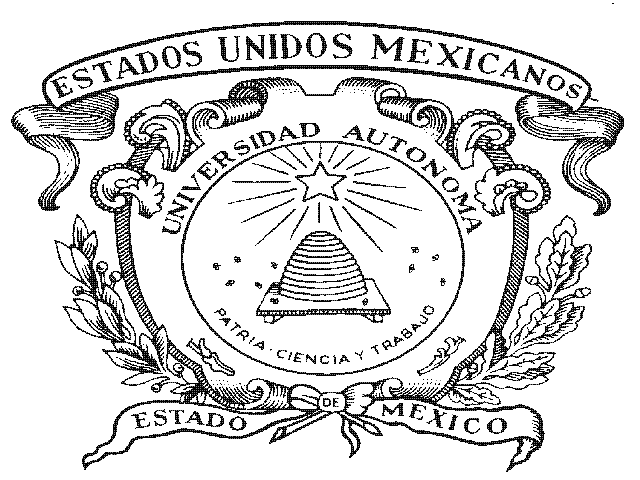 ESTADOS UNIDOS MEXICANOS
UNIVERSIDAD AUTONOMA
PATRIA · CIENCIA Y TRABAJO
ESTADO DE MEXICO